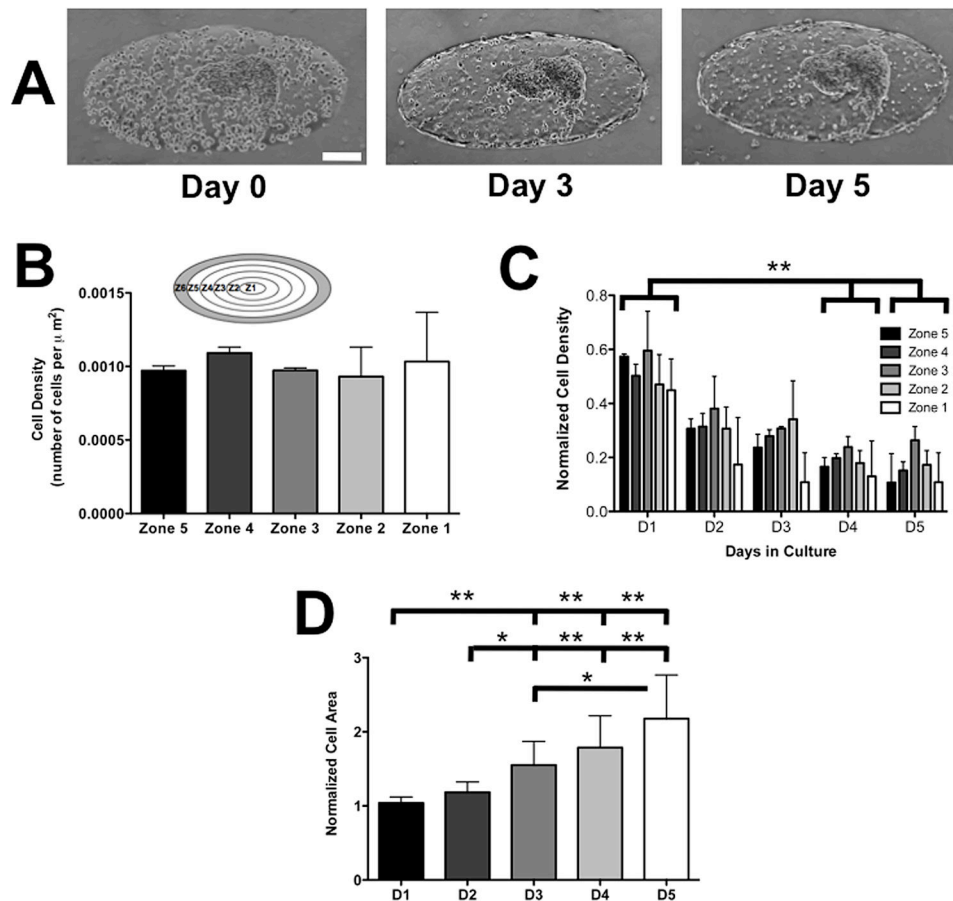 A
Day 0
Day 3
Day 5
B
Z6 Z5 Z4 Z3 Z2 Z1
Cell Density
(number of cells per μ m²)
0.0015
0.0010
0.0005
0.0000
Zone 5 Zone 4 Zone 3 Zone 2 Zone 1
C
**
Normalized Cell Density
0.8
0.6
0.4
0.2
0.0
Zone 5
Zone 4
Zone 3
Zone 2
Zone 1
D1 D2 D3 D4 D5
Days in Culture
D
** ** **
* ** **
*
Normalized Cell Area
3
2
1
0
D1 D2 D3 D4 D5